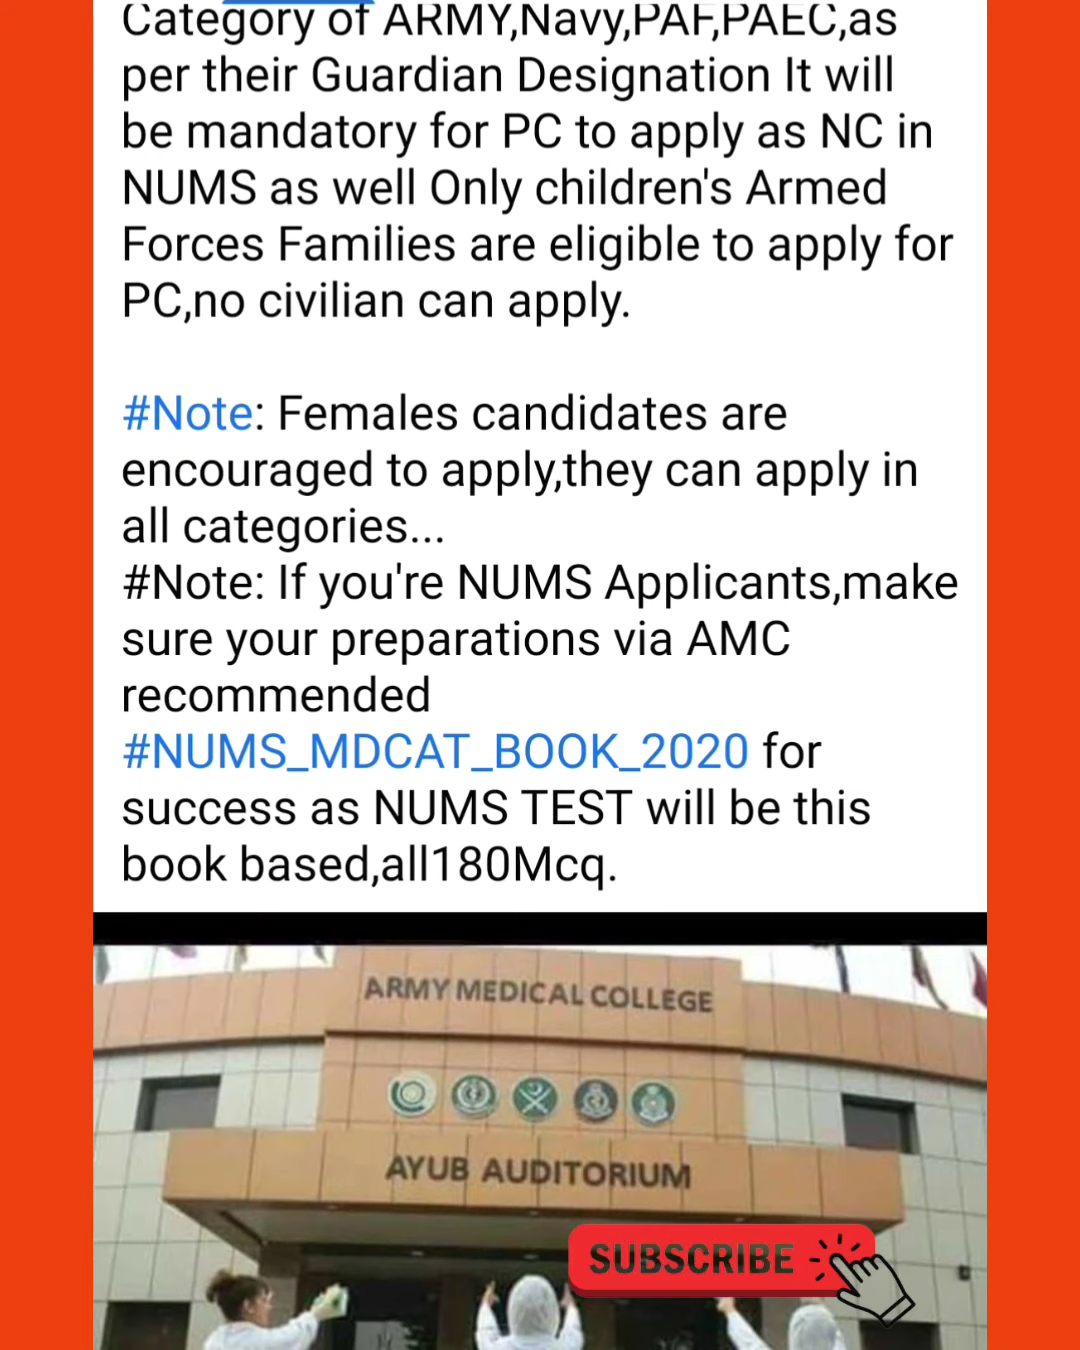 Category of ARMY,Navy,PAF,PAEC,as
per their Guardian Designation It will
be mandatory for PC to apply as NC in
NUMS as well Only children's Armed
Forces Families are eligible to apply for
PC,no civilian can apply.
#Note: Females candidates are
encouraged to apply,they can apply in
all categories...
#Note: If you're NUMS Applicants,make
sure your preparations via AMC
recommended
#NUMS_MDCAT_BOOK_2020 for
success as NUMS TEST will be this
book based,all180Mcq.
ARMY MEDICAL COLLEGE
AYUB AUDITORIUM
SUBSCRIBE